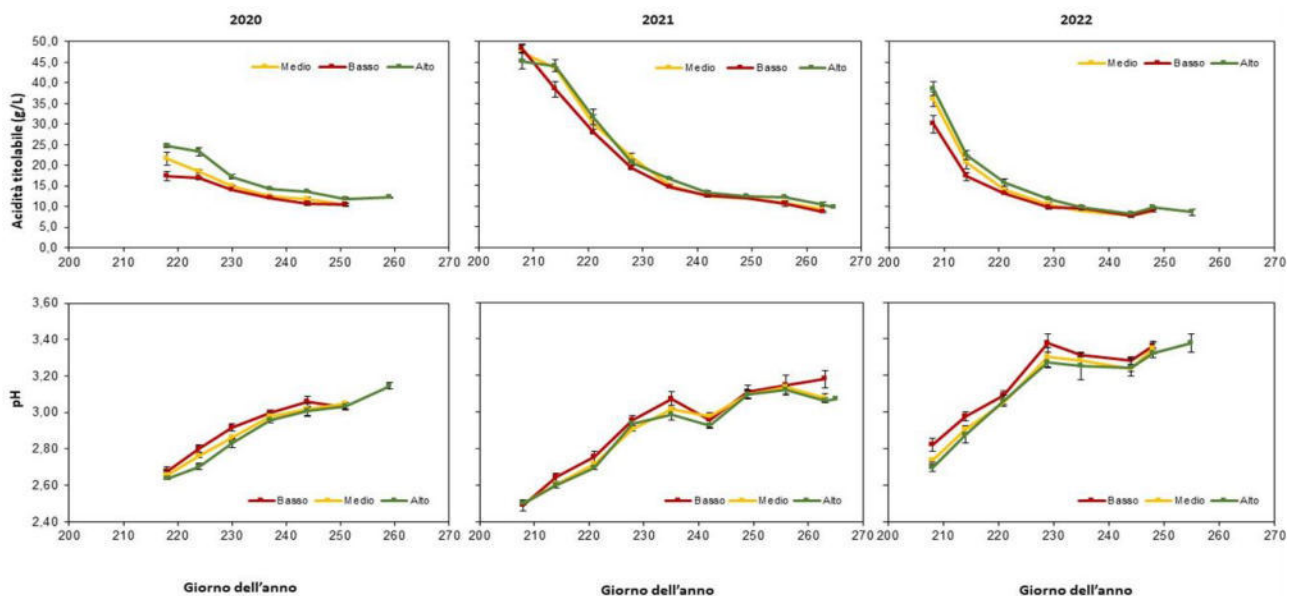 2020
2021
2022
Acidità titolabile (g/L)
50,0
45,0
40,0
35,0
30,0
25,0
20,0
15,0
10,0
5,0
0,0
Medio Basso Alto
200 210 220 230 240 250 260 270
Medio Basso Alto
200 210 220 230 240 250 260 270
Medio Basso Alto
200 210 220 230 240 250 260 270
pH
3,60
3,40
3,20
3,00
2,80
2,60
2,40
Basso Medio Alto
200 210 220 230 240 250 260 270
Basso Medio Alto
200 210 220 230 240 250 260 270
Basso Medio Alto
200 210 220 230 240 250 260 270
Giorno dell'anno
Giorno dell'anno
Giorno dell'anno